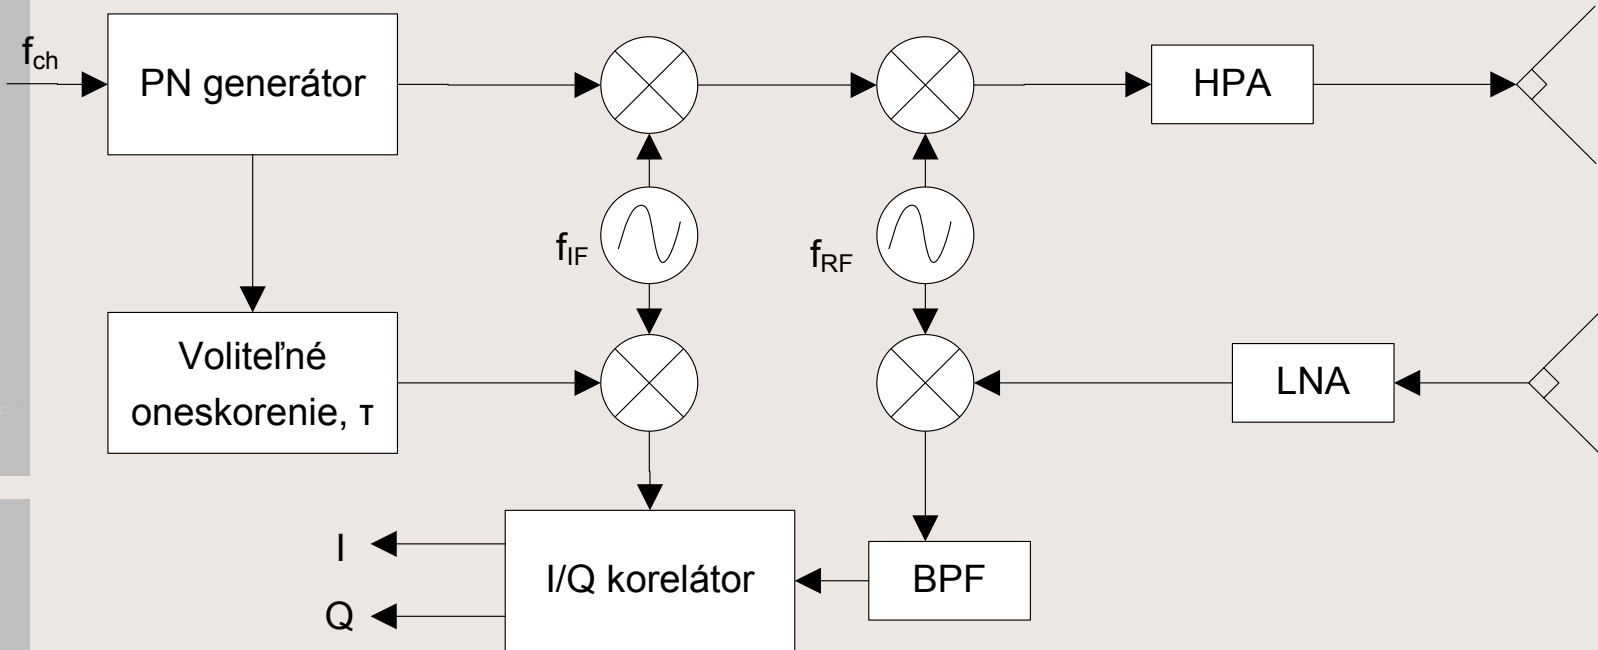 f_ch
PN generátor
HPA
f_IF
f_RF
Voliteľné
oneskorenie, τ
LNA
I
I/Q korelátor
BPF
Q